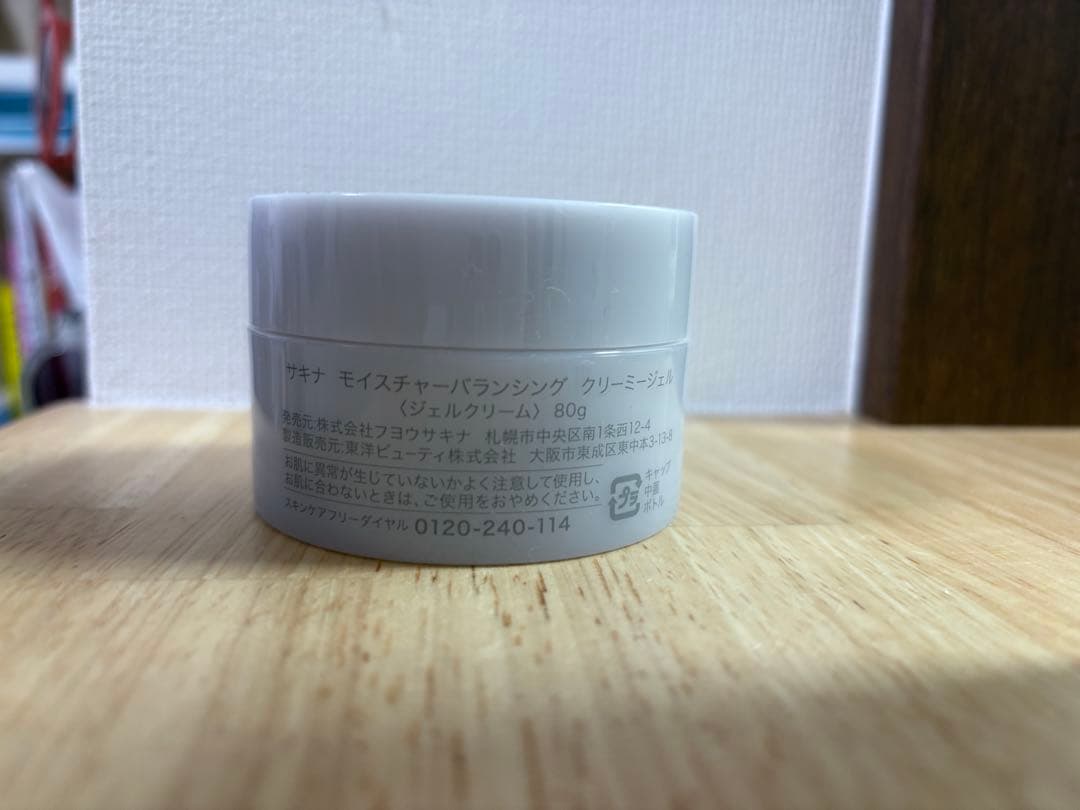 サキナ モイスチャーバランシング クリーミージェル
〈ジェルクリーム〉 80g
発売元:株式会社フヨウサキナ 札幌市中央区南1条西12-4
製造販売元:東洋ビューティ株式会社 大阪市東成区東中本3-13-8
お肌に異常が生じていないかよく注意して使用し、
お肌に合わないときは、ご使用をおやめください。
スキンケアフリーダイヤル 0120-240-114
プラ
キャップ
中蓋
ボトル